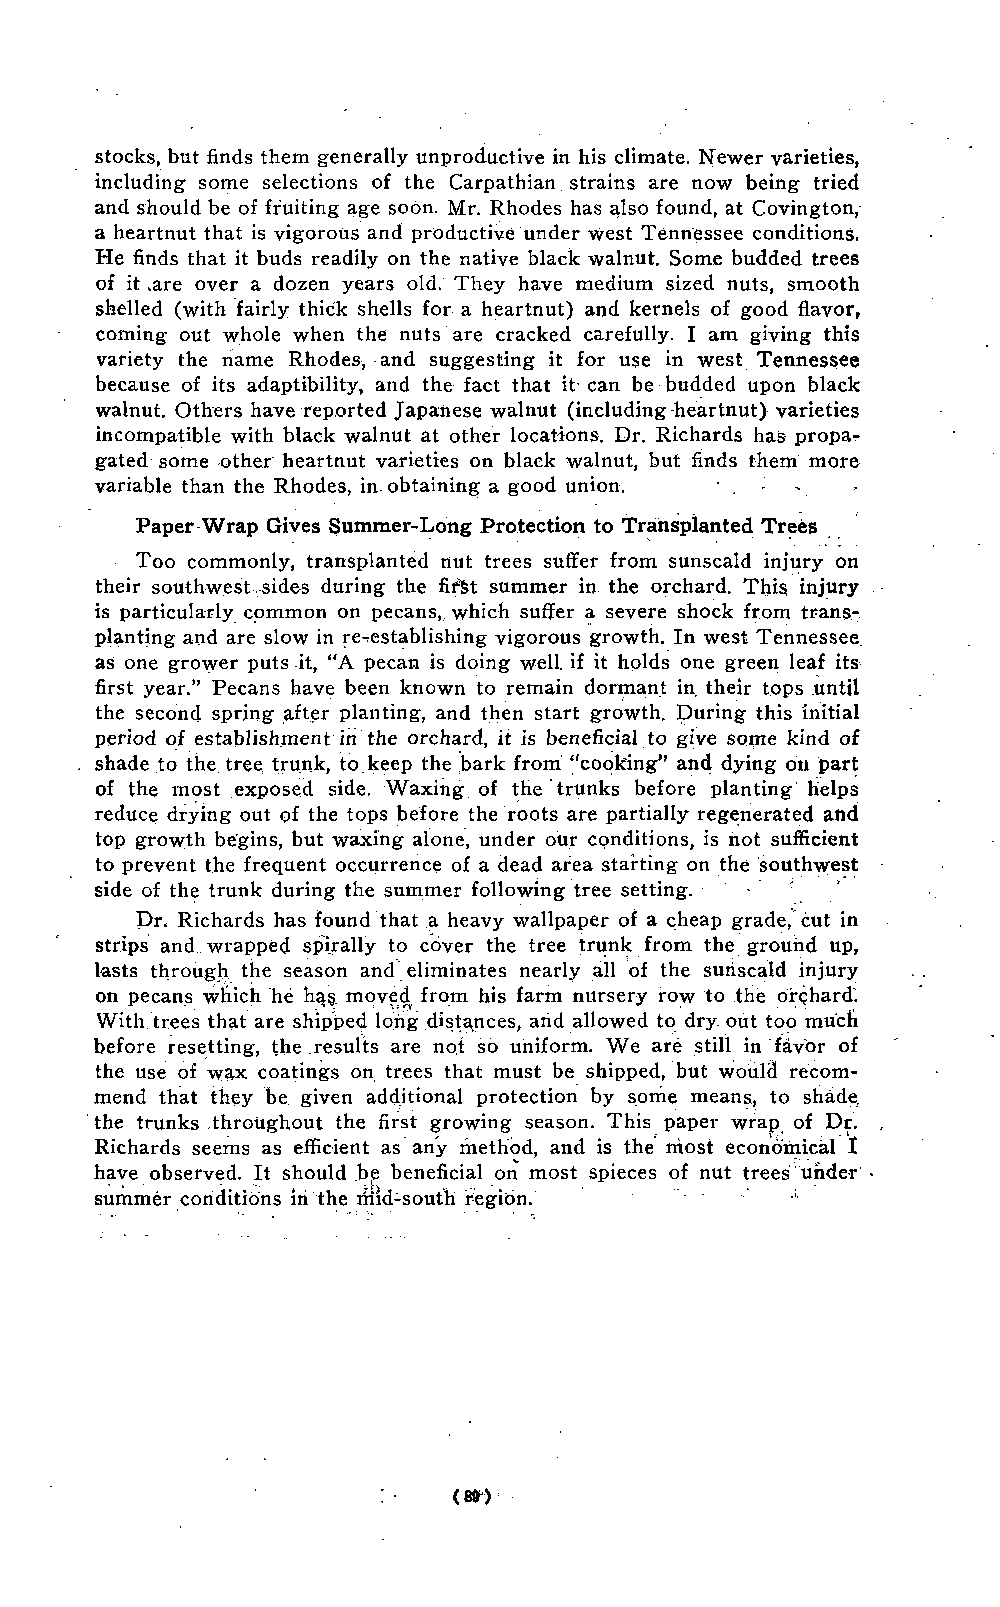 stocks, but finds them generally unproductive in his climate. Newer varieties,
including some selections of the Carpathian strains are now being tried
and should be of fruiting age soon. Mr. Rhodes has also found, at Covington,
a heartnut that is vigorous and productive under west Tennessee conditions.
He finds that it buds readily on the native black walnut. Some budded trees
of it are over a dozen years old. They have medium sized nuts, smooth
shelled (with fairly thick shells for a heartnut) and kernels of good flavor,
coming out whole when the nuts are cracked carefully. I am giving this
variety the name Rhodes, and suggesting it for use in west Tennessee
because of its adaptibility, and the fact that it can be budded upon black
walnut. Others have reported Japanese walnut (including heartnut) varieties
incompatible with black walnut at other locations. Dr. Richards has propa-
gated some other heartnut varieties on black walnut, but finds them more
variable than the Rhodes, in obtaining a good union.
Paper Wrap Gives Summer-Long Protection to Transplanted Trees
Too commonly, transplanted nut trees suffer from sunscald injury on
their southwest sides during the first summer in the orchard. This injury
is particularly common on pecans, which suffer a severe shock from trans-
planting and are slow in re-establishing vigorous growth. In west Tennessee
as one grower puts it, "A pecan is doing well if it holds one green leaf its
first year." Pecans have been known to remain dormant in their tops until
the second spring after planting, and then start growth. During this initial
period of establishment in the orchard, it is beneficial to give some kind of
shade to the tree trunk, to keep the bark from "cooking" and dying on part
of the most exposed side. Waxing of the trunks before planting helps
reduce drying out of the tops before the roots are partially regenerated and
top growth begins, but waxing alone, under our conditions, is not sufficient
to prevent the frequent occurrence of a dead area starting on the southwest
side of the trunk during the summer following tree setting.
Dr. Richards has found that a heavy wallpaper of a cheap grade, cut in
strips and wrapped spirally to cover the tree trunk from the ground up,
lasts through the season and eliminates nearly all of the sunscald injury
on pecans which he has moved from his farm nursery row to the orchard.
With trees that are shipped long distances, and allowed to dry out too much
before resetting, the results are not so uniform. We are still in favor of
the use of wax coatings on trees that must be shipped, but would recom-
mend that they be given additional protection by some means, to shade
the trunks throughout the first growing season. This paper wrap of Dr.
Richards seems as efficient as any method, and is the most economical I
have observed. It should be beneficial on most spieces of nut trees under
summer conditions in the mid-south region.
(89)